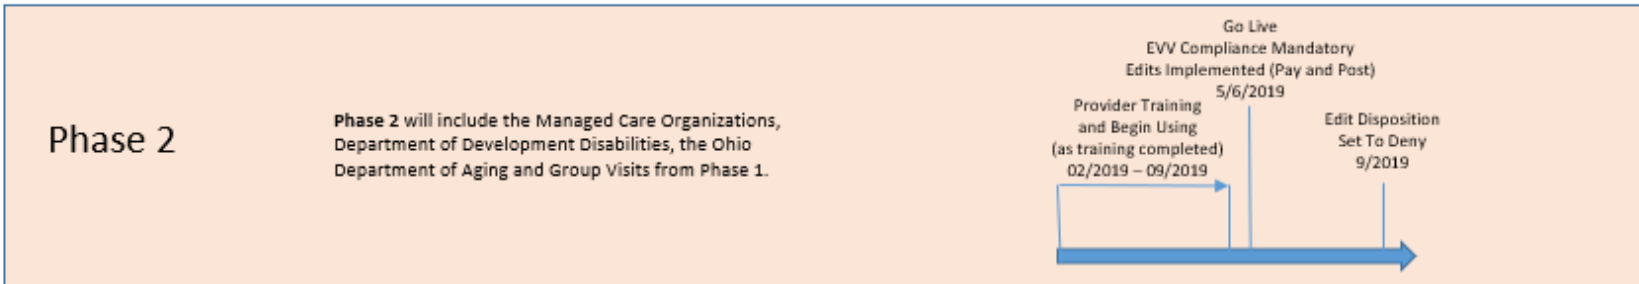 Phase 2
Phase 2 will include the Managed Care Organizations,
Department of Development Disabilities, the Ohio
Department of Aging and Group Visits from Phase 1.
Go Live
EVV Compliance Mandatory
Edits Implemented (Pay and Post)
5/6/2019
Provider Training
and Begin Using
(as training completed)
02/2019 – 09/2019
Edit Disposition
Set To Deny
9/2019